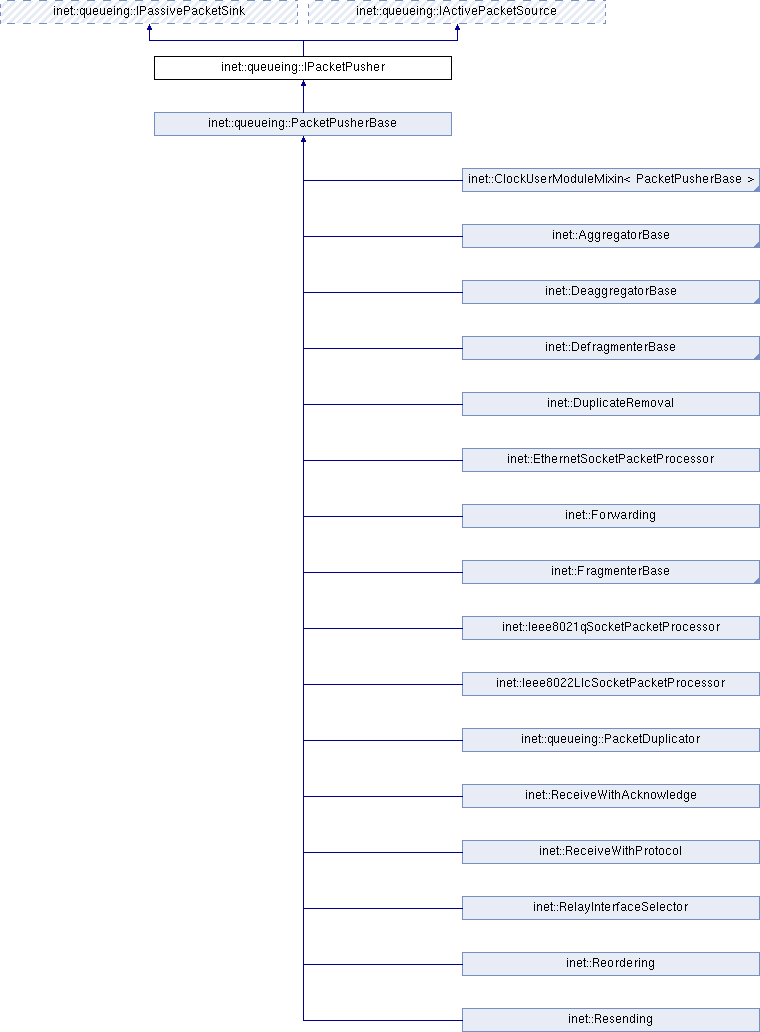 inet::queueing::IPassivePacketSink
inet::queueing::IActivePacketSource
inet::queueing::IPacketPusher
inet::queueing::PacketPusherBase
inet::ClockUserModuleMixin< PacketPusherBase >
inet::AggregatorBase
inet::DeaggregatorBase
inet::DefragmenterBase
inet::DuplicateRemoval
inet::EthernetSocketPacketProcessor
inet::Forwarding
inet::FragmenterBase
inet::Ieee8021qSocketPacketProcessor
inet::Ieee8022LlcSocketPacketProcessor
inet::queueing::PacketDuplicator
inet::ReceiveWithAcknowledge
inet::ReceiveWithProtocol
inet::RelayInterfaceSelector
inet::Reordering
inet::Resending